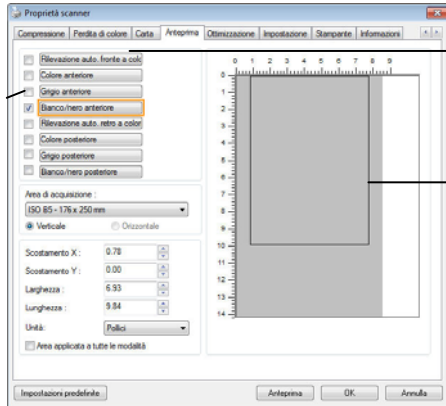 Proprietà scanner
Compressione Perdita di colore Carta Anteprima Ottimizzazione Impostazione Stampante Informazioni
Rilevazione auto. fronte a colo
Colore anteriore
Grigio anteriore
Bianco/nero anteriore
Rilevazione auto. retro a color
Colore posteriore
Grigio posteriore
Bianco/nero posteriore
Area di acquisizione :
ISO B5 - 176 x 250 mm
Verticale Orizzontale
Scostamento X : 0.78
Scostamento Y : 0.00
Larghezza : 6.93
Lunghezza : 9.84
Unità: Pollici
Area applicata a tutte le modalità
0 1 2 3 4 5 6 7 8 9
0
1
2
3
4
5
6
7
8
9
10
11
12
13
14
Impostazioni predefinite Anteprima OK Annulla